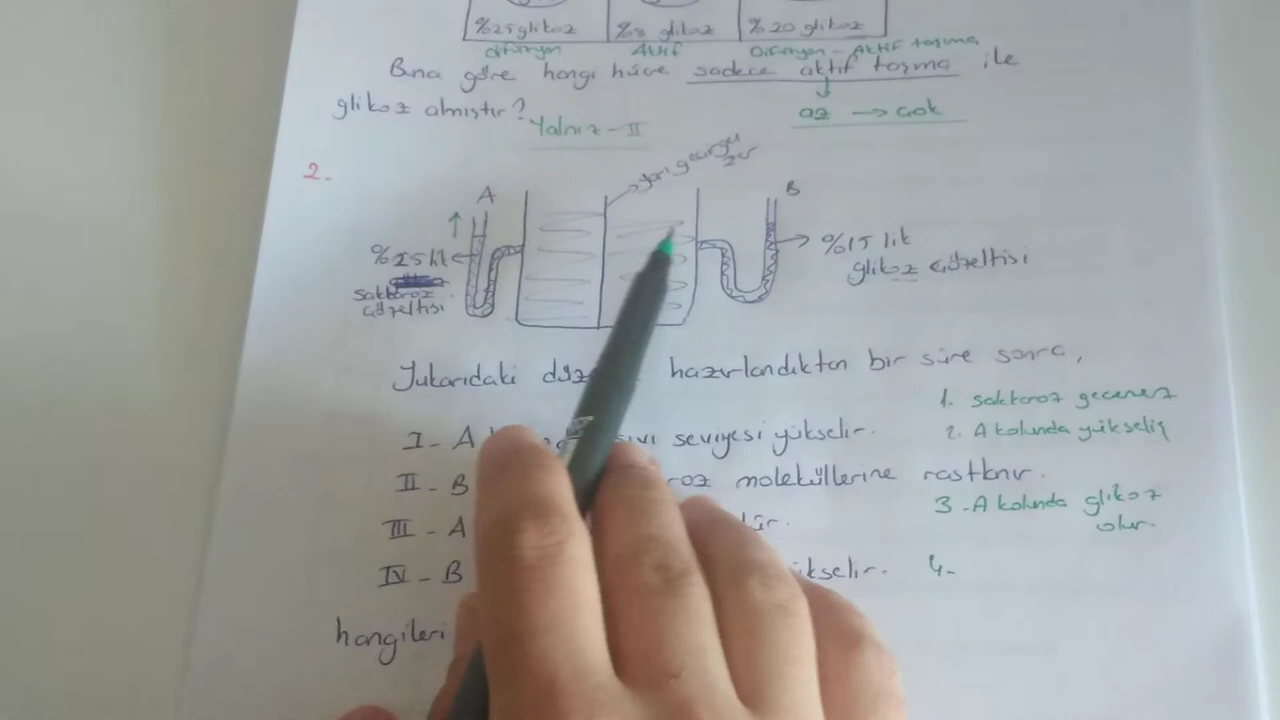 %25 glikoz
%8 glikoz
%20 glikoz
difüzyon
Aktif
Difüzyon - Aktif taşıma
Buna göre hangi hücre sadece aktif taşıma ile
glikoz almıştır?
az → çok
Yalnız - II
2-
yarı geçirgen
zar
A
B
%25 lik
sakkaroz
çözeltisi
%15 lik
glikoz çözeltisi
Yukarıdaki hazırlandıktan bir süre sonra,
I - A seviyesi yükselir.
II - B moleküllerine rastlanır.
III - A
IV - B yükselir.
hangileri
1. sakkaroz geçemez
2. A kolunda yükseliş
3 - A kolunda glikoz
olur.
4-